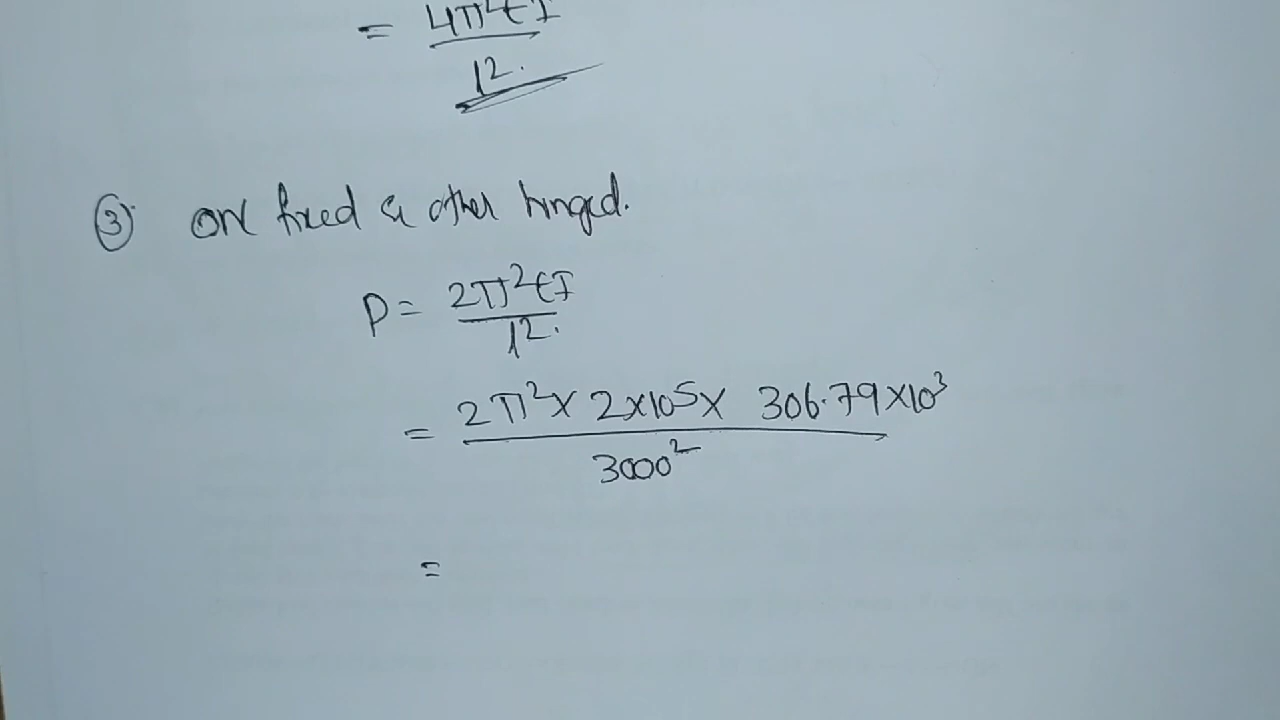 = 4π²EI
l².
③ one fixed & other hinged.
P = 2π²EI
l².
= 2π² x 2x10⁵ x 306.79x10³
3000²
=